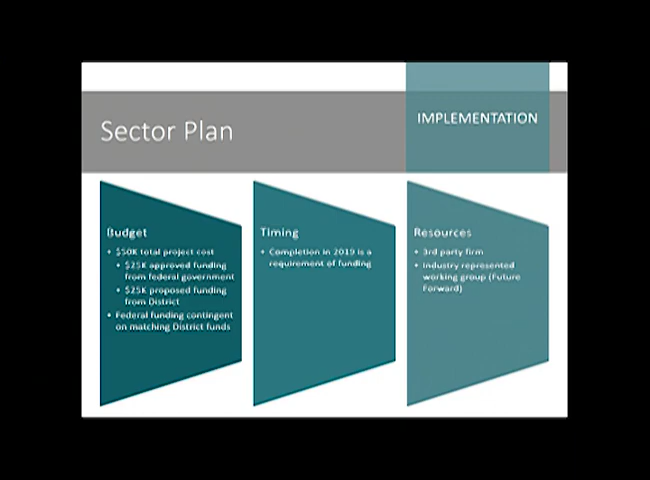 IMPLEMENTATION
Sector Plan
Budget
• $50K total project cost
• $25K approved funding
from federal government
• $25K proposed funding
from District
• Federal funding contingent
on matching District funds
Timing
• Completion in 2019 is a
requirement of funding
Resources
• 3rd party firm
• Industry represented
working group (Future
Forward)